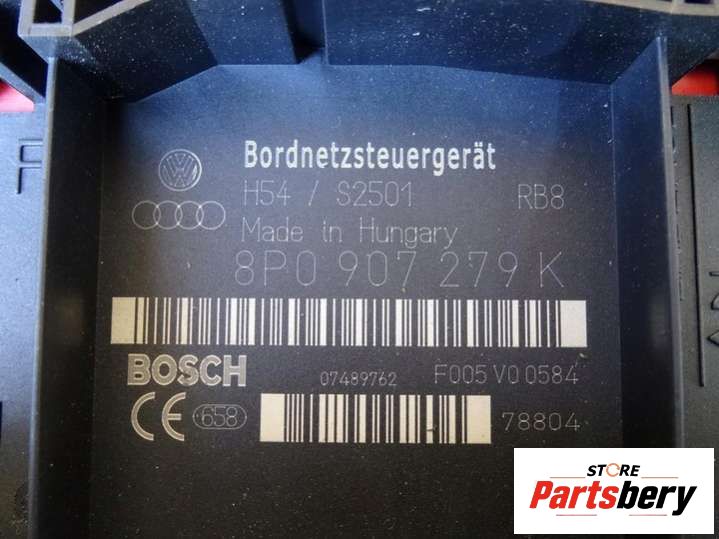 Bordnetzsteuergerät
H54 / S2501 RB8
Made in Hungary
8P0 907 279 K
BOSCH 07489762 F005 V0 0584
CE 658 78804
STORE
Partsbery